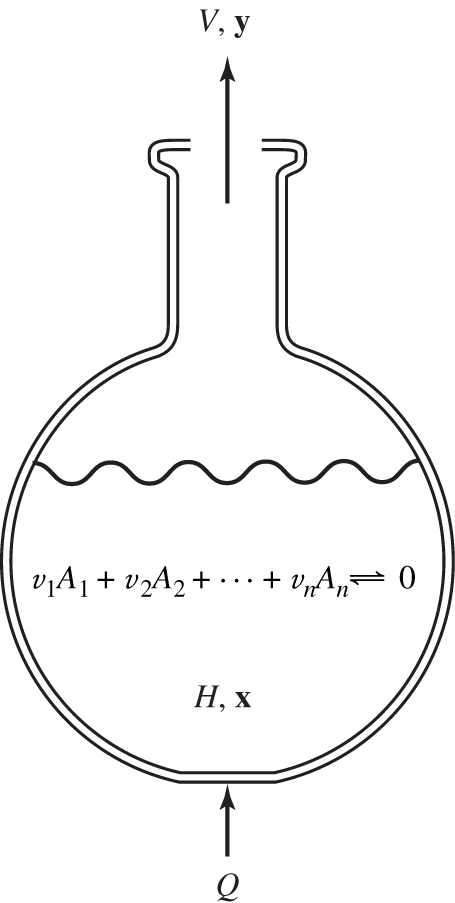 V, y
v₁A₁ + v₂A₂ + ⋯ + vₙAₙ ⇌ 0
H, x
Q